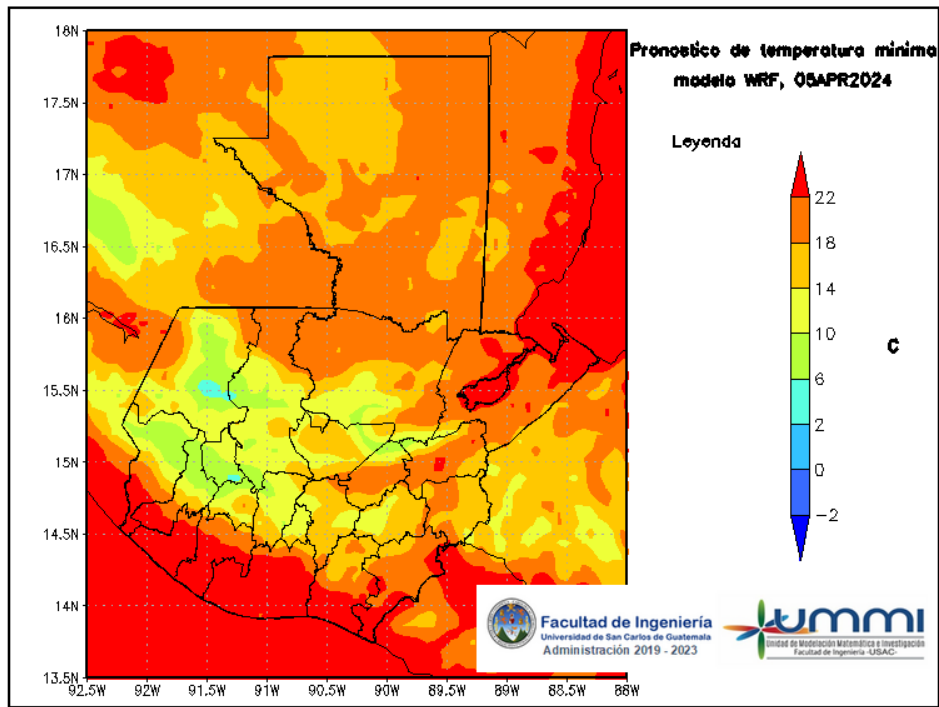 Pronostico de temperatura minima
modelo WRF, 05APR2024
Leyenda
22
18
14
10
6
2
0
-2
C
18N
17.5N
17N
16.5N
16N
15.5N
15N
14.5N
14N
13.5N
92.5W
92W
91.5W
91W
90.5W
90W
89.5W
89W
88.5W
88W
Facultad de Ingeniería
Universidad de San Carlos de Guatemala
Administración 2019 - 2023
UMMI
Unidad de Modelación Matemática e Investigación
Facultad de Ingeniería -USAC-